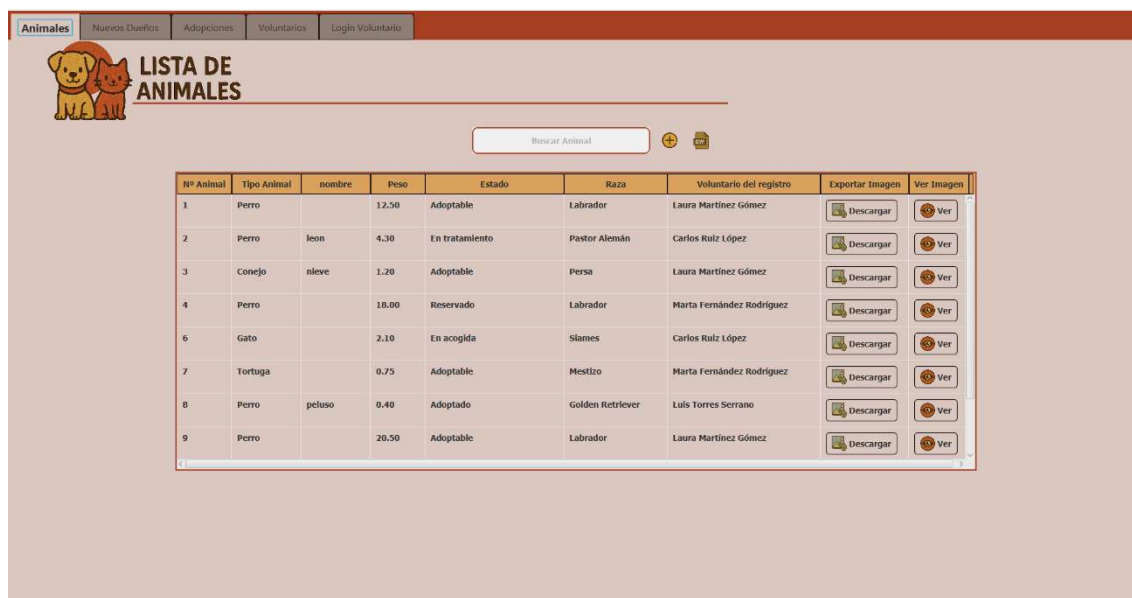 Animales Nuevos Dueños Adopciones Voluntarios Login Voluntario
LISTA DE
ANIMALES
Buscar Animal
Nº Animal Tipo Animal nombre Peso Estado Raza Voluntario del registro Exportar Imagen Ver Imagen
1 Perro 12.50 Adoptable Labrador Laura Martínez Gómez Descargar Ver
2 Perro leon 4.30 En tratamiento Pastor Alemán Carlos Ruiz López Descargar Ver
3 Conejo nieve 1.20 Adoptable Persa Laura Martínez Gómez Descargar Ver
4 Perro 18.00 Reservado Labrador Marta Fernández Rodríguez Descargar Ver
6 Gato 2.10 En acogida Siames Carlos Ruiz López Descargar Ver
7 Tortuga 0.75 Adoptable Mestizo Marta Fernández Rodríguez Descargar Ver
8 Perro peluso 0.40 Adoptado Golden Retriever Luis Torres Serrano Descargar Ver
9 Perro 20.50 Adoptable Labrador Laura Martínez Gómez Descargar Ver